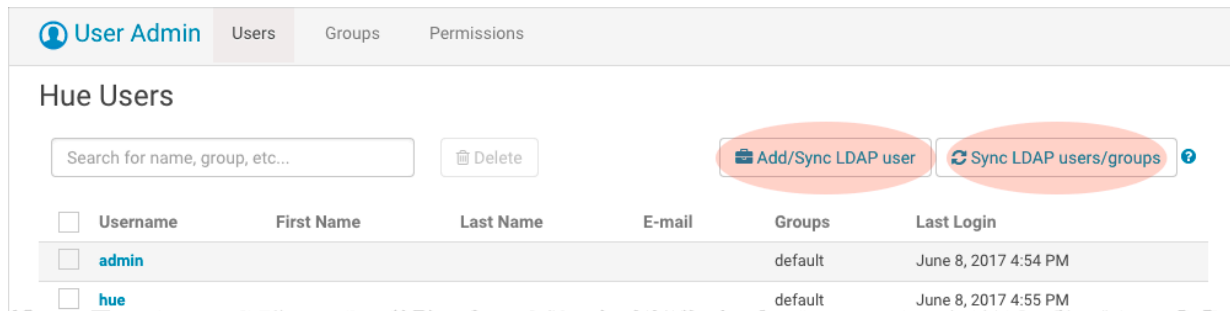 User Admin Users Groups Permissions
Hue Users
Search for name, group, etc... Delete Add/Sync LDAP user Sync LDAP users/groups
Username First Name Last Name E-mail Groups Last Login
admin default June 8, 2017 4:54 PM
hue default June 8, 2017 4:55 PM